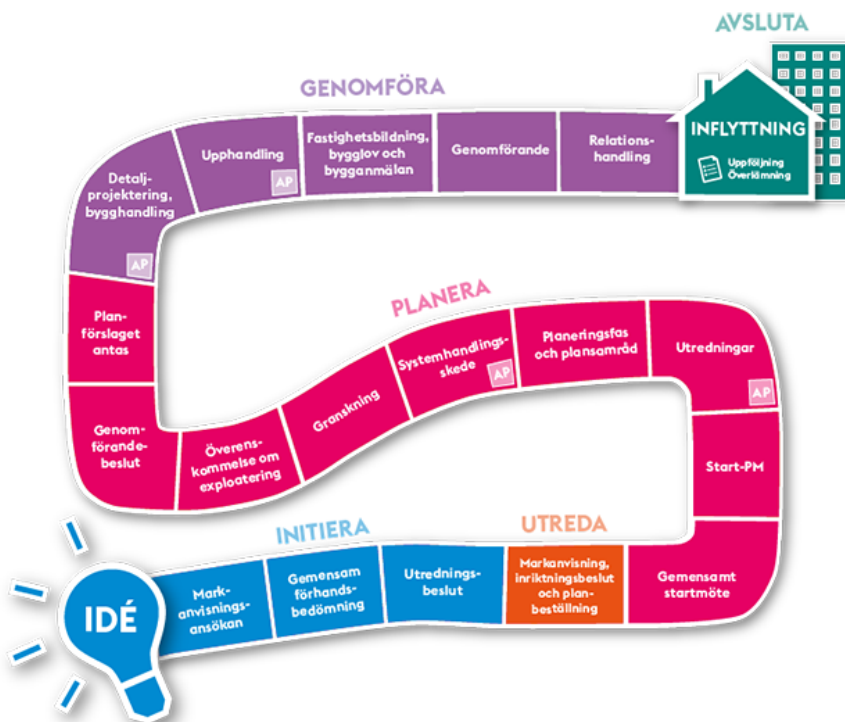 AVSLUTA
GENOMFÖRA
INFLYTTNING
Uppföljning
Överlämning
Relations-
handling
Genomförande
Fastighetsbildning,
bygglov och
bygganmälan
Upphandling
AP
Detalj-
projektering,
bygghandling
AP
Plan-
förslaget
antas
Genom-
förande-
beslut
Överens-
kommelse om
exploatering
Granskning
PLANERA
Systemhandlings-
skede
AP
Planeringsfas
och plansamråd
Utredningar
AP
Start-PM
Gemensamt
startmöte
UTREDA
Markanvisning,
inriktningsbeslut
och plan-
beställning
INITIERA
Utrednings-
beslut
Gemensam
förhands-
bedömning
Mark-
anvisnings-
ansökan
IDÉ